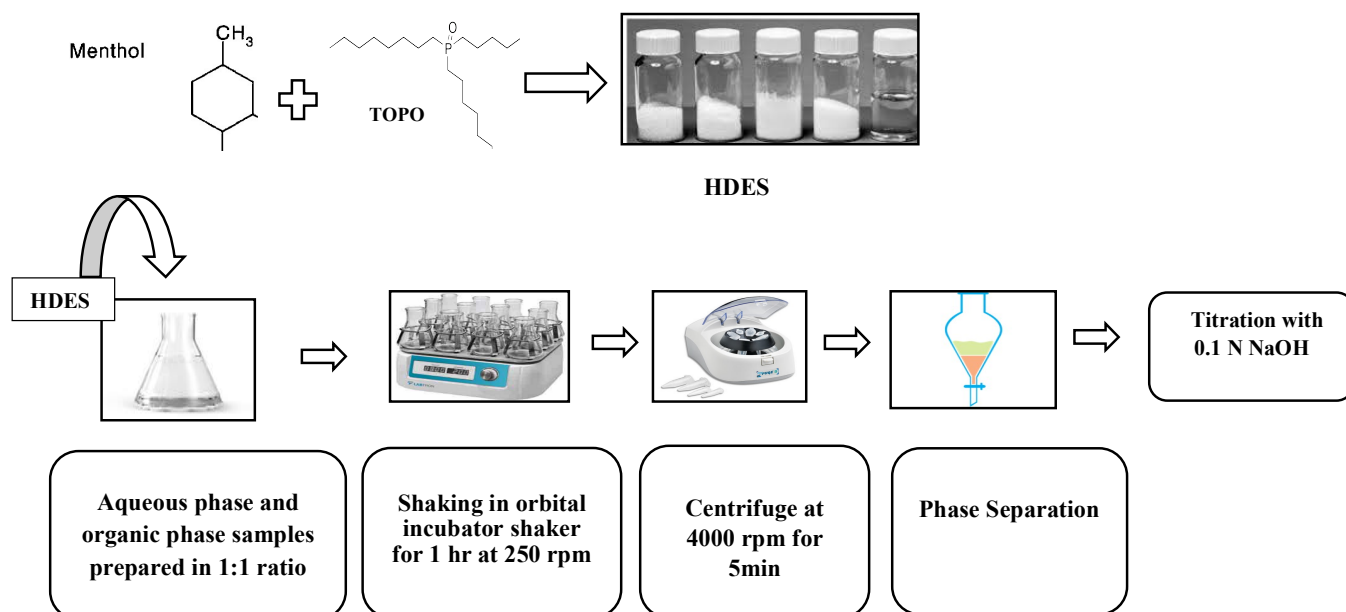 Menthol
CH3
O
P
TOPO
HDES
HDES
Titration with
0.1 N NaOH
Aqueous phase and
organic phase samples
prepared in 1:1 ratio
Shaking in orbital
incubator shaker
for 1 hr at 250 rpm
Centrifuge at
4000 rpm for
5min
Phase Separation